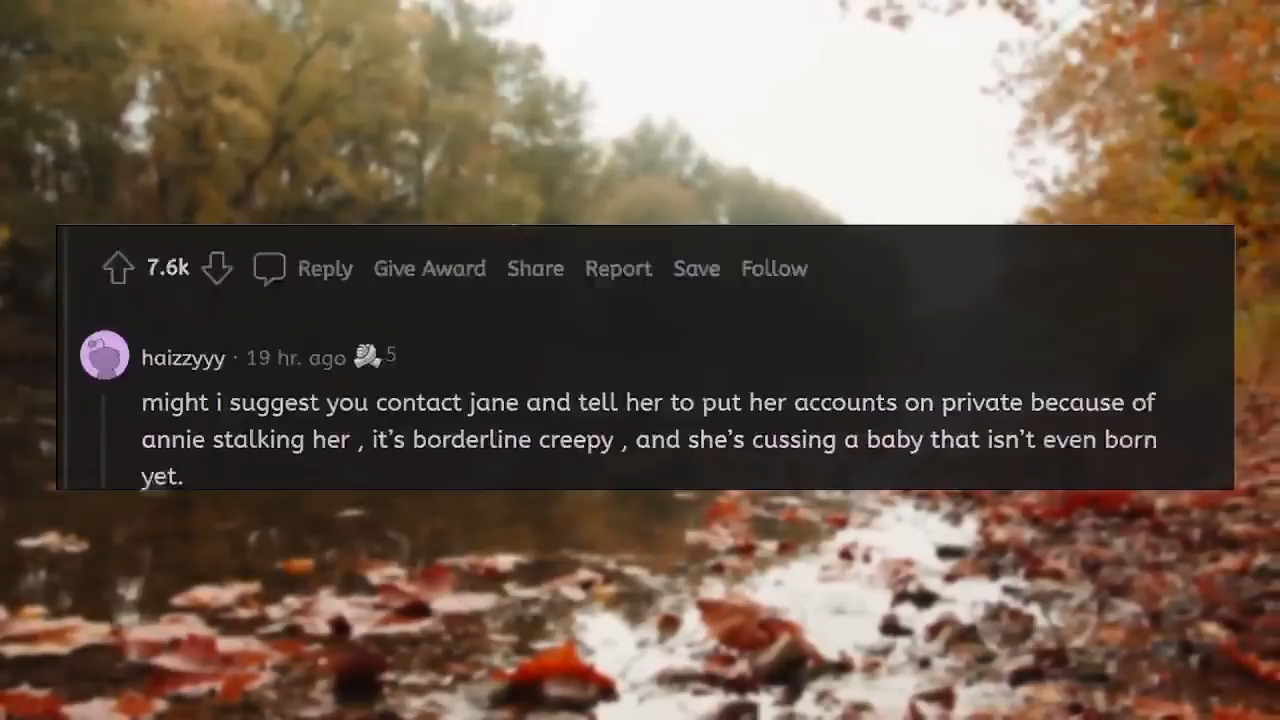 7.6k Reply Give Award Share Report Save Follow
haizzyyy · 19 hr. ago 5
might i suggest you contact jane and tell her to put her accounts on private because of
annie stalking her , it's borderline creepy , and she's cussing a baby that isn't even born
yet.